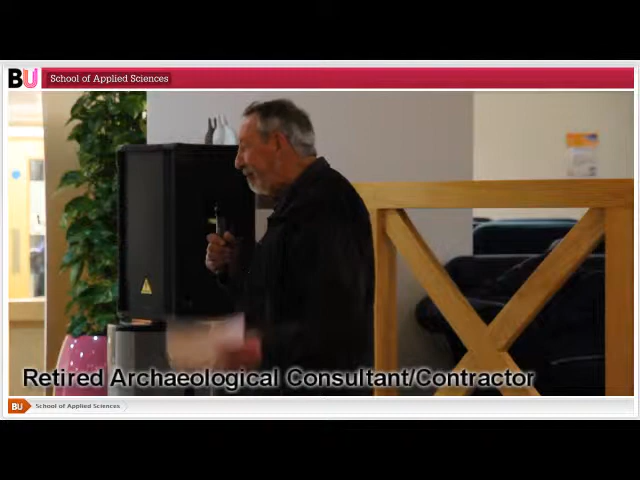 BU School of Applied Sciences
Retired Archaeological Consultant/Contractor
BU School of Applied Sciences